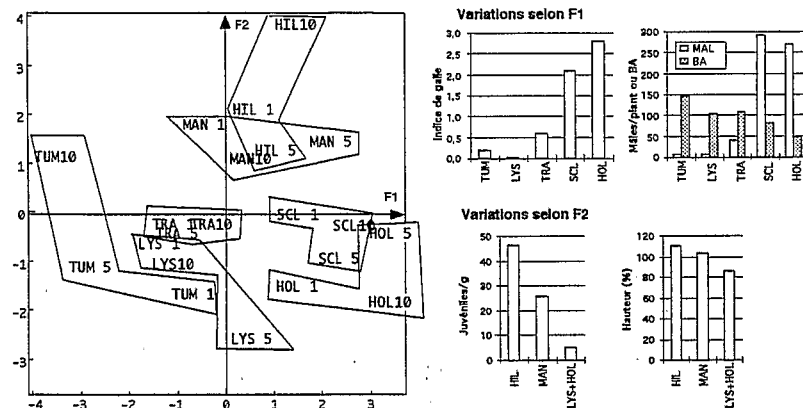 4
3
2
1
0
-1
-2
-3
-4
-3
-2
-1
0
1
2
3
F2
F1
HIL10
HIL 1
MAN 1
MAN 5
HIL 5
MAN10
TUM10
TRA 1
TRA10
TRA 5
LYS 1
LYS10
TUM 5
TUM 1
LYS 5
SCL 1
SCL10
HOL 5
SCL 5
HOL 1
HOL10
Variations selon F1
Indice de galle
3,0
2,5
2,0
1,5
1,0
0,5
0,0
TUM
LYS
TRA
SCL
HOL
Mâles/plant ou BA
300
250
200
150
100
50
0
MAL
BA
TUM
LYS
TRA
SCL
HOL
Variations selon F2
Juvéniles/g
50
40
30
20
10
0
HIL
MAN
LYS+HOL
Hauteur (%)
120
100
80
60
40
20
0
HIL
MAN
LYS+HOL